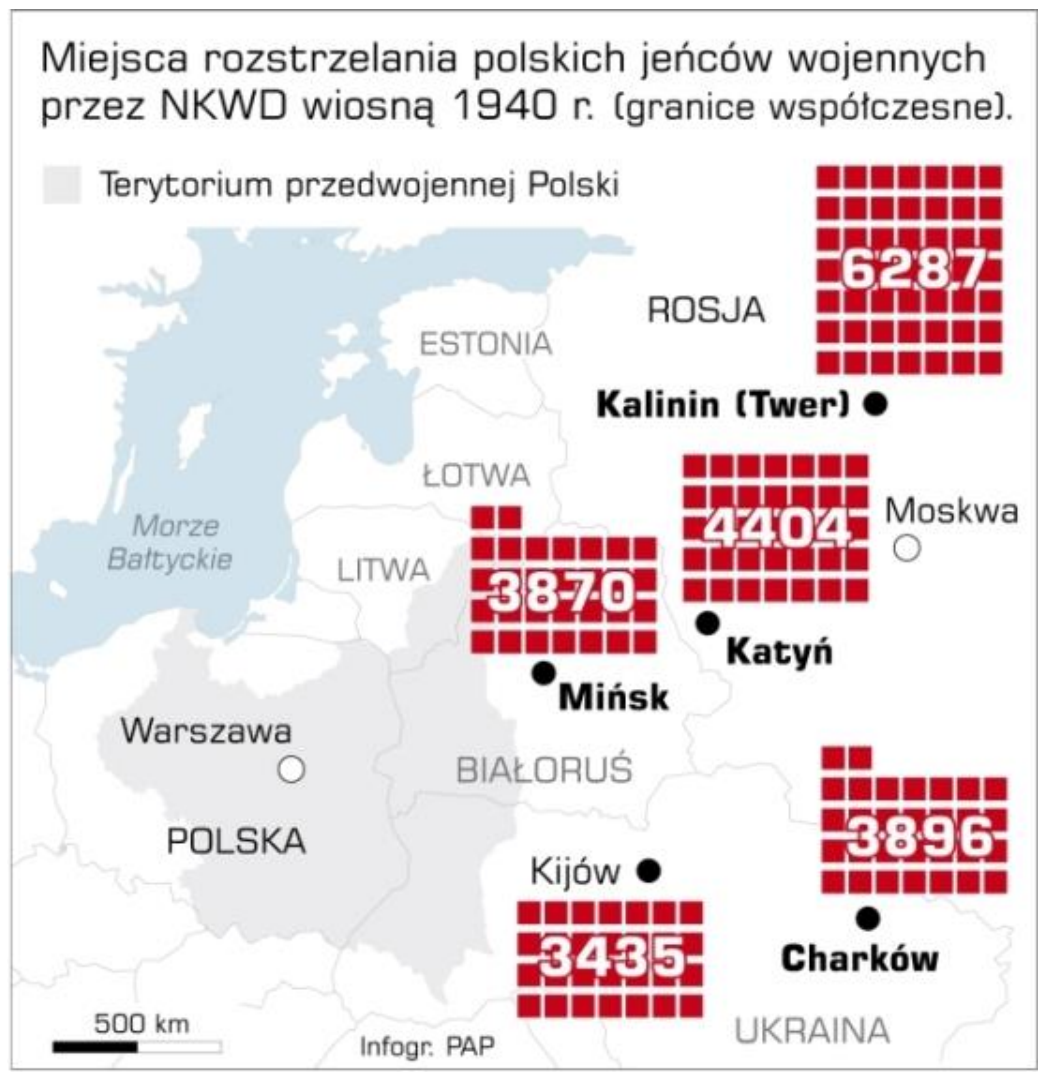 Miejsca rozstrzelania polskich jeńców wojennych
przez NKWD wiosną 1940 r. (granice współczesne).
Terytorium przedwojennej Polski
6287
ROSJA
ESTONIA
Kalinin (Twer)
ŁOTWA
4404
Moskwa
Morze
Bałtyckie
LITWA
3870
Katyń
Mińsk
Warszawa
BIAŁORUŚ
POLSKA
3896
Kijów
3435
Charków
500 km
Infogr. PAP
UKRAINA